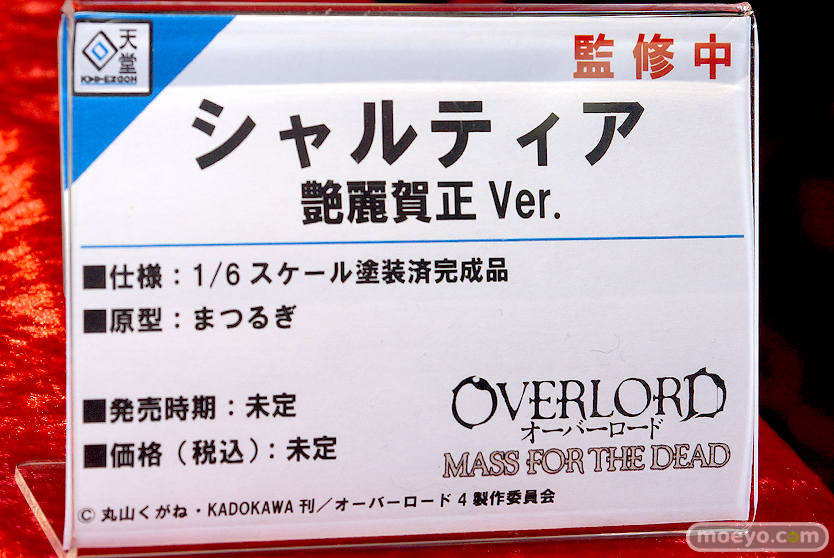 天堂
監修中
シャルティア
艶麗賀正 Ver.
■仕様：1/6 スケール塗装済完成品
■原型：まつるぎ
■発売時期：未定
■価格（税込）：未定
OVERLORD
オーバーロード
MASS FOR THE DEAD
© 丸山くがね・KADOKAWA 刊／オーバーロード 4 製作委員会
moeyo.com